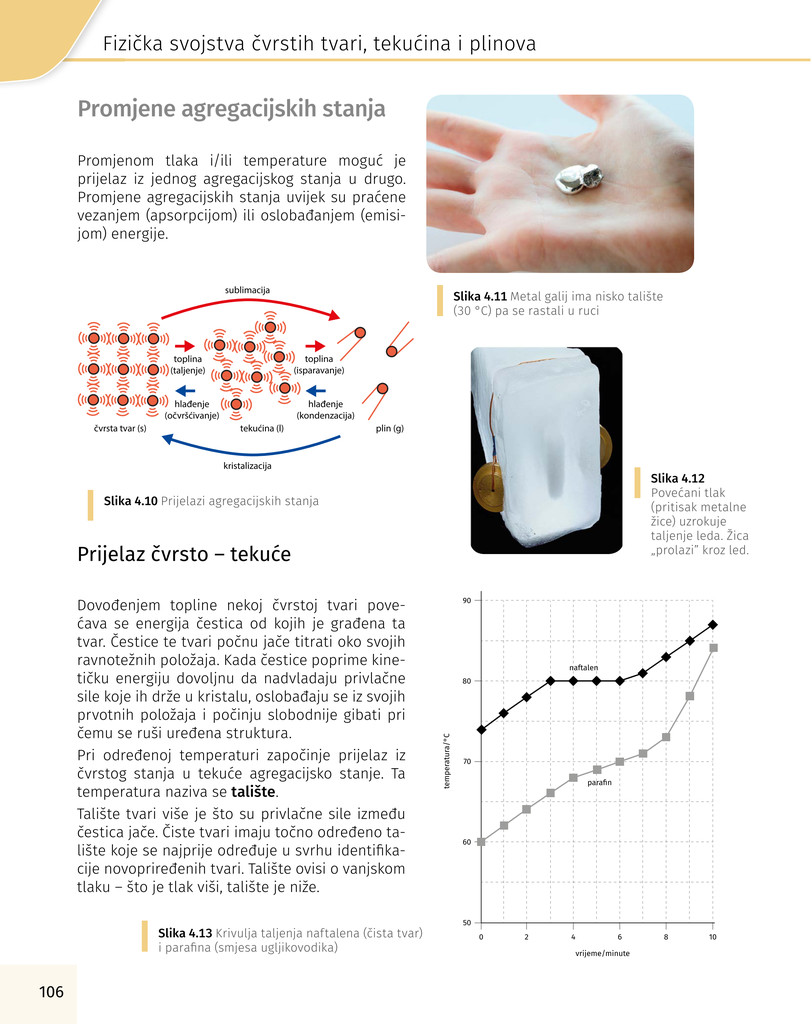 Fizička svojstva čvrstih tvari, tekućina i plinova
Promjene agregacijskih stanja
Promjenom tlaka i/ili temperature moguć je
prijelaz iz jednog agregacijskog stanja u drugo.
Promjene agregacijskih stanja uvijek su praćene
vezanjem (apsorpcijom) ili oslobađanjem (emisi-
jom) energije.
Slika 4.11 Metal galij ima nisko talište
(30 °C) pa se rastali u ruci
sublimacija
toplina
(taljenje)
toplina
(isparavanje)
hlađenje
(očvršćivanje)
hlađenje
(kondenzacija)
čvrsta tvar (s)
tekućina (l)
plin (g)
kristalizacija
Slika 4.10 Prijelazi agregacijskih stanja
Slika 4.12
Povećani tlak
(pritisak metalne
žice) uzrokuje
taljenje leda. Žica
„prolazi” kroz led.
Prijelaz čvrsto – tekuće
Dovođenjem topline nekoj čvrstoj tvari pove-
ćava se energija čestica od kojih je građena ta
tvar. Čestice te tvari počnu jače titrati oko svojih
ravnotežnih položaja. Kada čestice poprime kine-
tičku energiju dovoljnu da nadvladaju privlačne
sile koje ih drže u kristalu, oslobađaju se iz svojih
prvotnih položaja i počinju slobodnije gibati pri
čemu se ruši uređena struktura.
Pri određenoj temperaturi započinje prijelaz iz
čvrstog stanja u tekuće agregacijsko stanje. Ta
temperatura naziva se talište.
Talište tvari više je što su privlačne sile između
čestica jače. Čiste tvari imaju točno određeno ta-
lište koje se najprije određuje u svrhu identifika-
cije novopriređenih tvari. Talište ovisi o vanjskom
tlaku – što je tlak viši, talište je niže.
90
80
70
60
50
temperatura/°C
naftalen
parafin
0 2 4 6 8 10
vrijeme/minute
Slika 4.13 Krivulja taljenja naftalena (čista tvar)
i parafina (smjesa ugljikovodika)
106